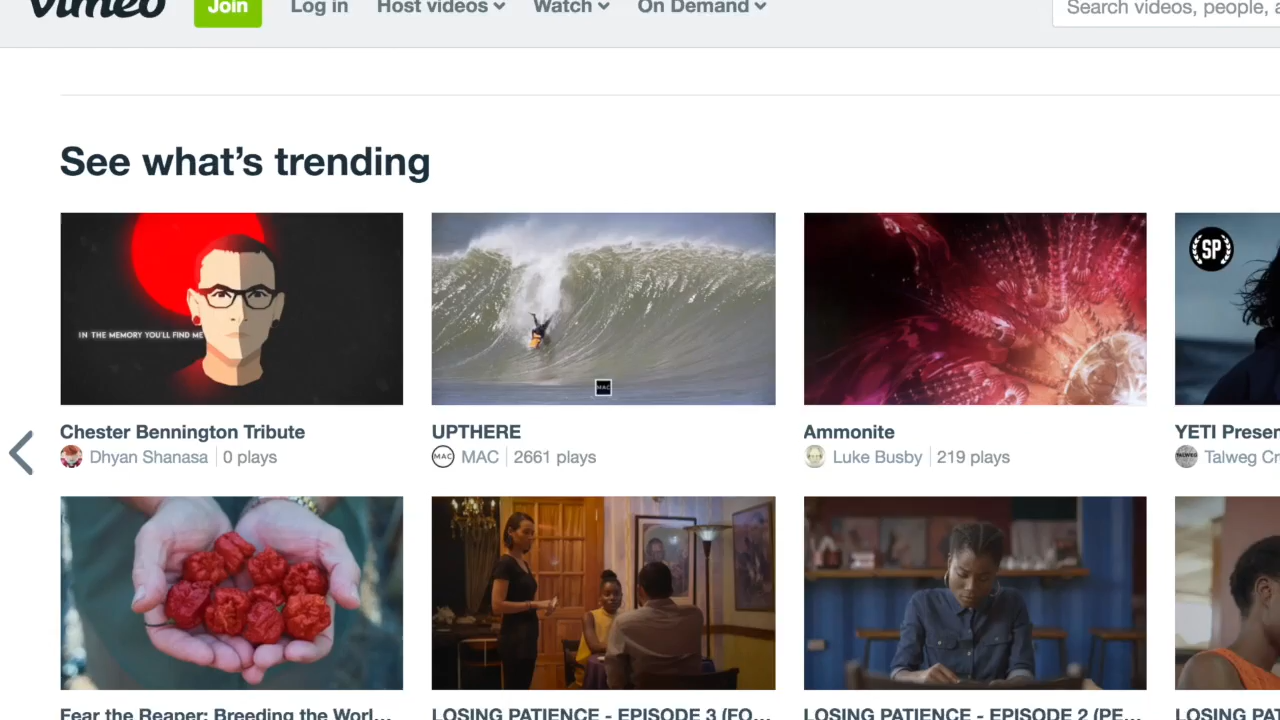 vimeo Join Log in Host videos Watch On Demand Search videos, people, a
See what's trending
IN THE MEMORY YOU'LL FIND ME
MAC
SP
Chester Bennington Tribute
Dhyan Shanasa 0 plays
UPTHERE
MAC MAC 2661 plays
Ammonite
Luke Busby 219 plays
YETI Presen
TALWEG Talweg Cr
Fear the Reaper: Breeding the Worl...
LOSING PATIENCE - EPISODE 3 (FO...
LOSING PATIENCE - EPISODE 2 (PE...
LOSING PAT